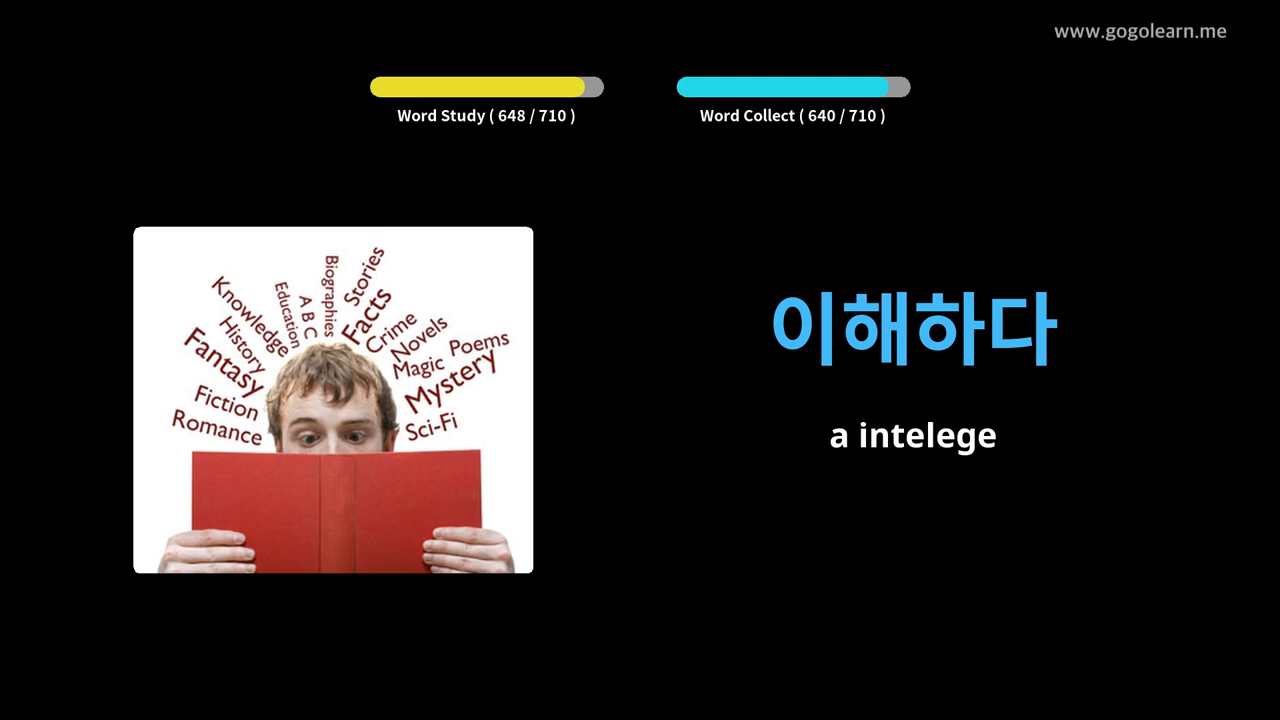 www.gogolearn.me
Word Study ( 648 / 710 )
Word Collect ( 640 / 710 )
Knowledge
History
Fantasy
Fiction
Romance
Education
A B C
Biographies
Stories
Facts
Crime
Novels
Magic
Poems
Mystery
Sci-Fi
이해하다
a intelege